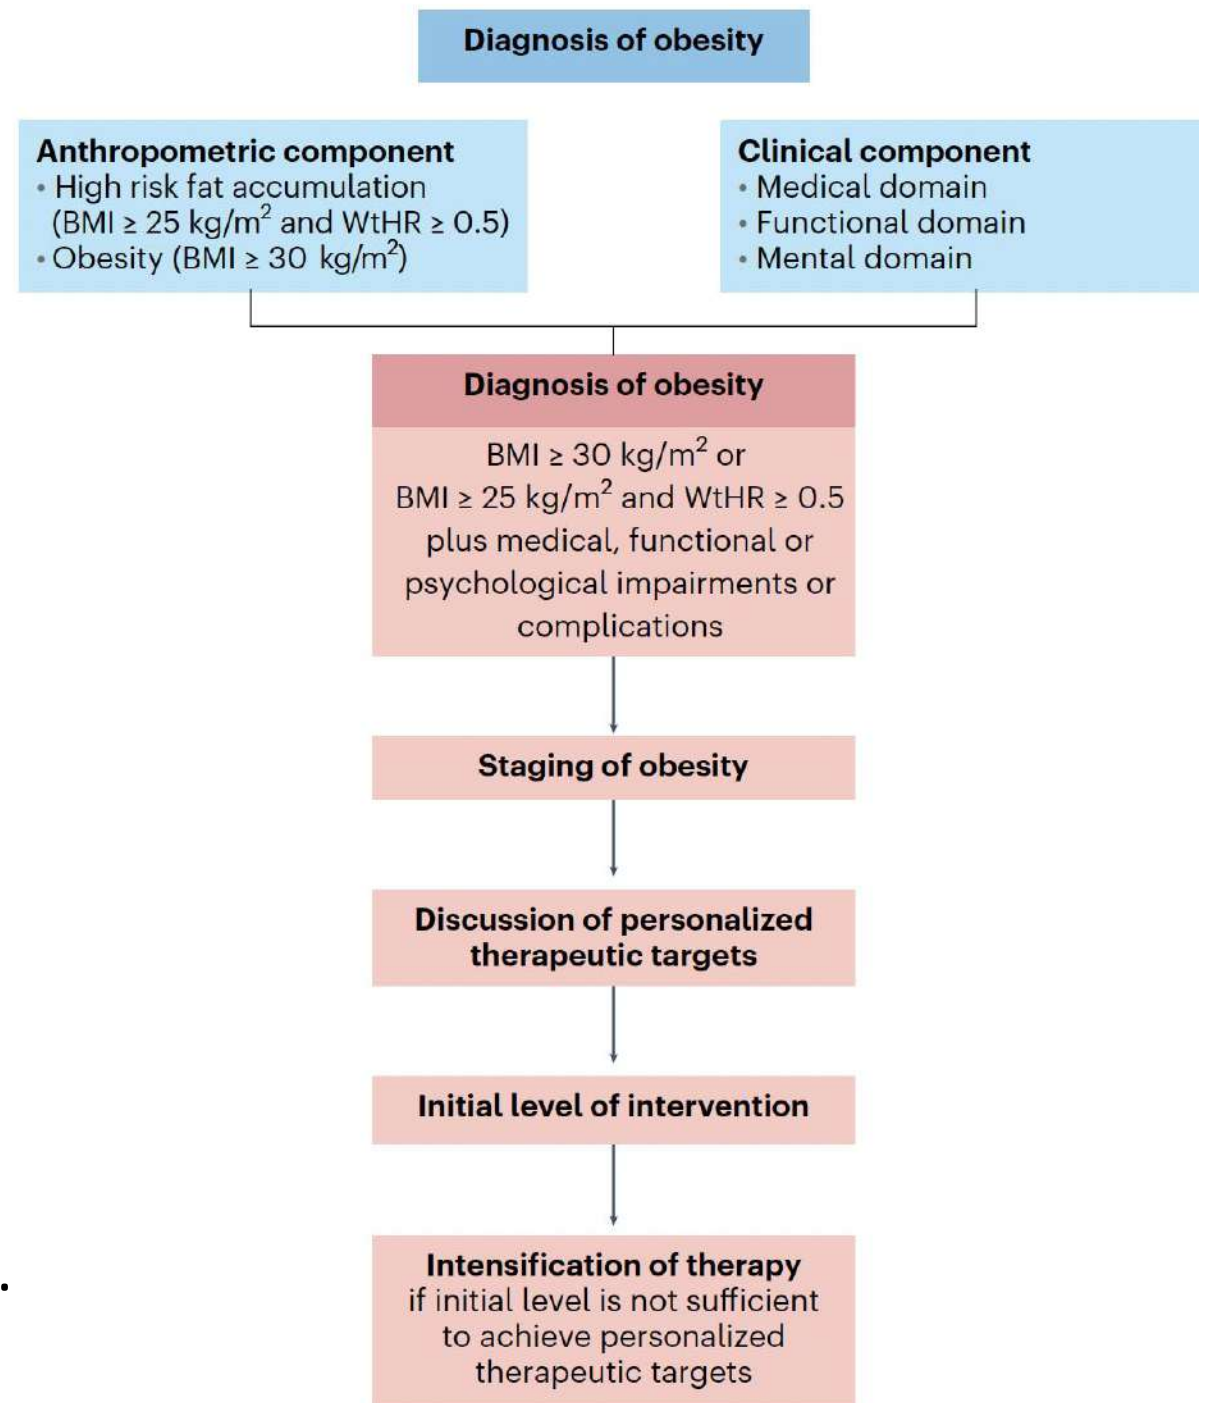 Diagnosis of obesity
Anthropometric component
• High risk fat accumulation
(BMI ≥ 25 kg/m² and WtHR ≥ 0.5)
• Obesity (BMI ≥ 30 kg/m²)
Clinical component
• Medical domain
• Functional domain
• Mental domain
Diagnosis of obesity
BMI ≥ 30 kg/m² or
BMI ≥ 25 kg/m² and WtHR ≥ 0.5
plus medical, functional or
psychological impairments or
complications
Staging of obesity
Discussion of personalized
therapeutic targets
Initial level of intervention
Intensification of therapy
if initial level is not sufficient
to achieve personalized
therapeutic targets